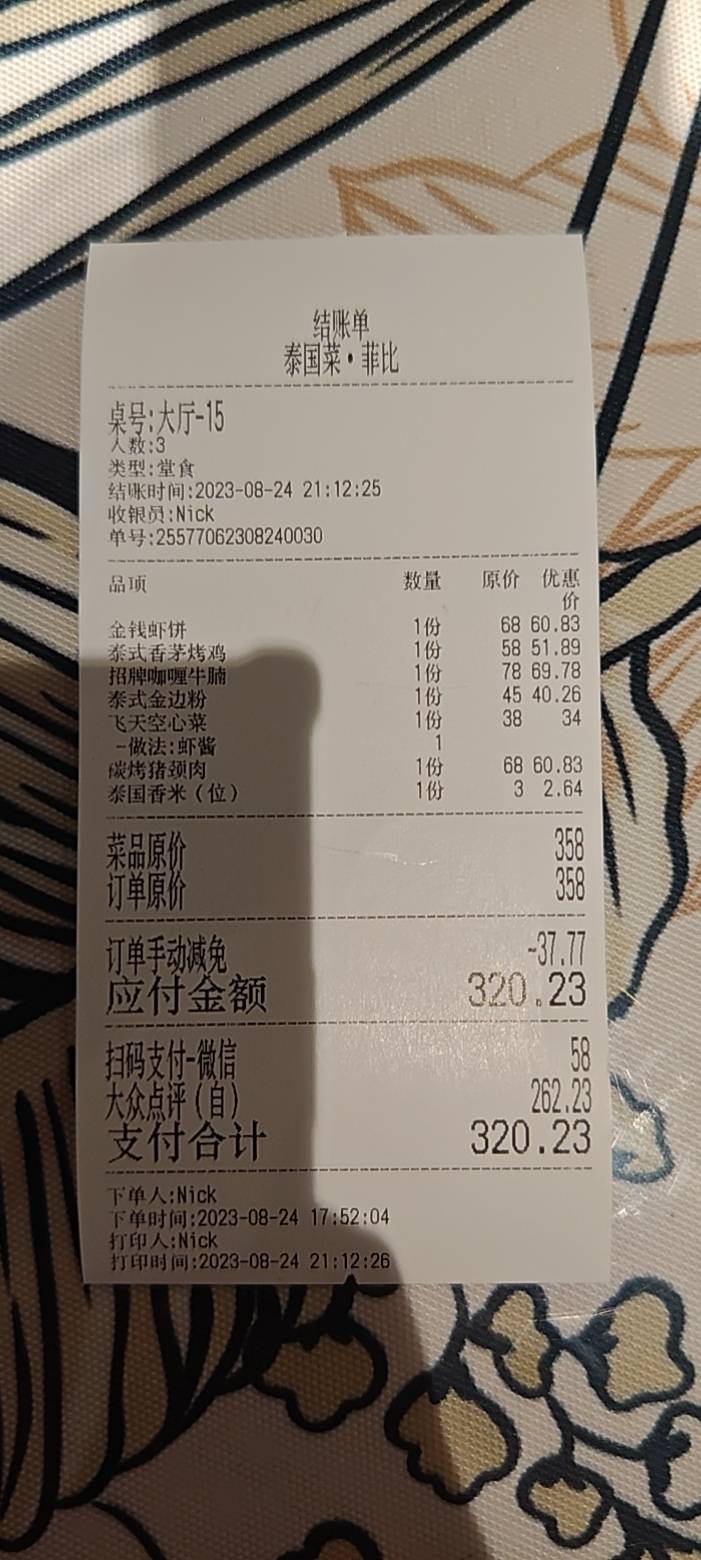 结账单
泰国菜•菲比
桌号:大厅-15
人数:3
类型:堂食
结账时间:2023-08-24 21:12:25
收银员:Nick
单号:25577062308240030
品项 数量 原价 优惠价
金钱虾饼 1份 68 60.83
泰式香茅烤鸡 1份 58 51.89
招牌咖喱牛腩 1份 78 69.78
泰式金边粉 1份 45 40.26
飞天空心菜 1份 38 34
-做法:虾酱 1
碳烤猪颈肉 1份 68 60.83
泰国香米(位) 1份 3 2.64
菜品原价 358
订单原价 358
订单手动减免 -37.77
应付金额 320.23
扫码支付-微信 58
大众点评(自) 262.23
支付合计 320.23
下单人:Nick
下单时间:2023-08-24 17:52:04
打印人:Nick
打印时间:2023-08-24 21:12:26